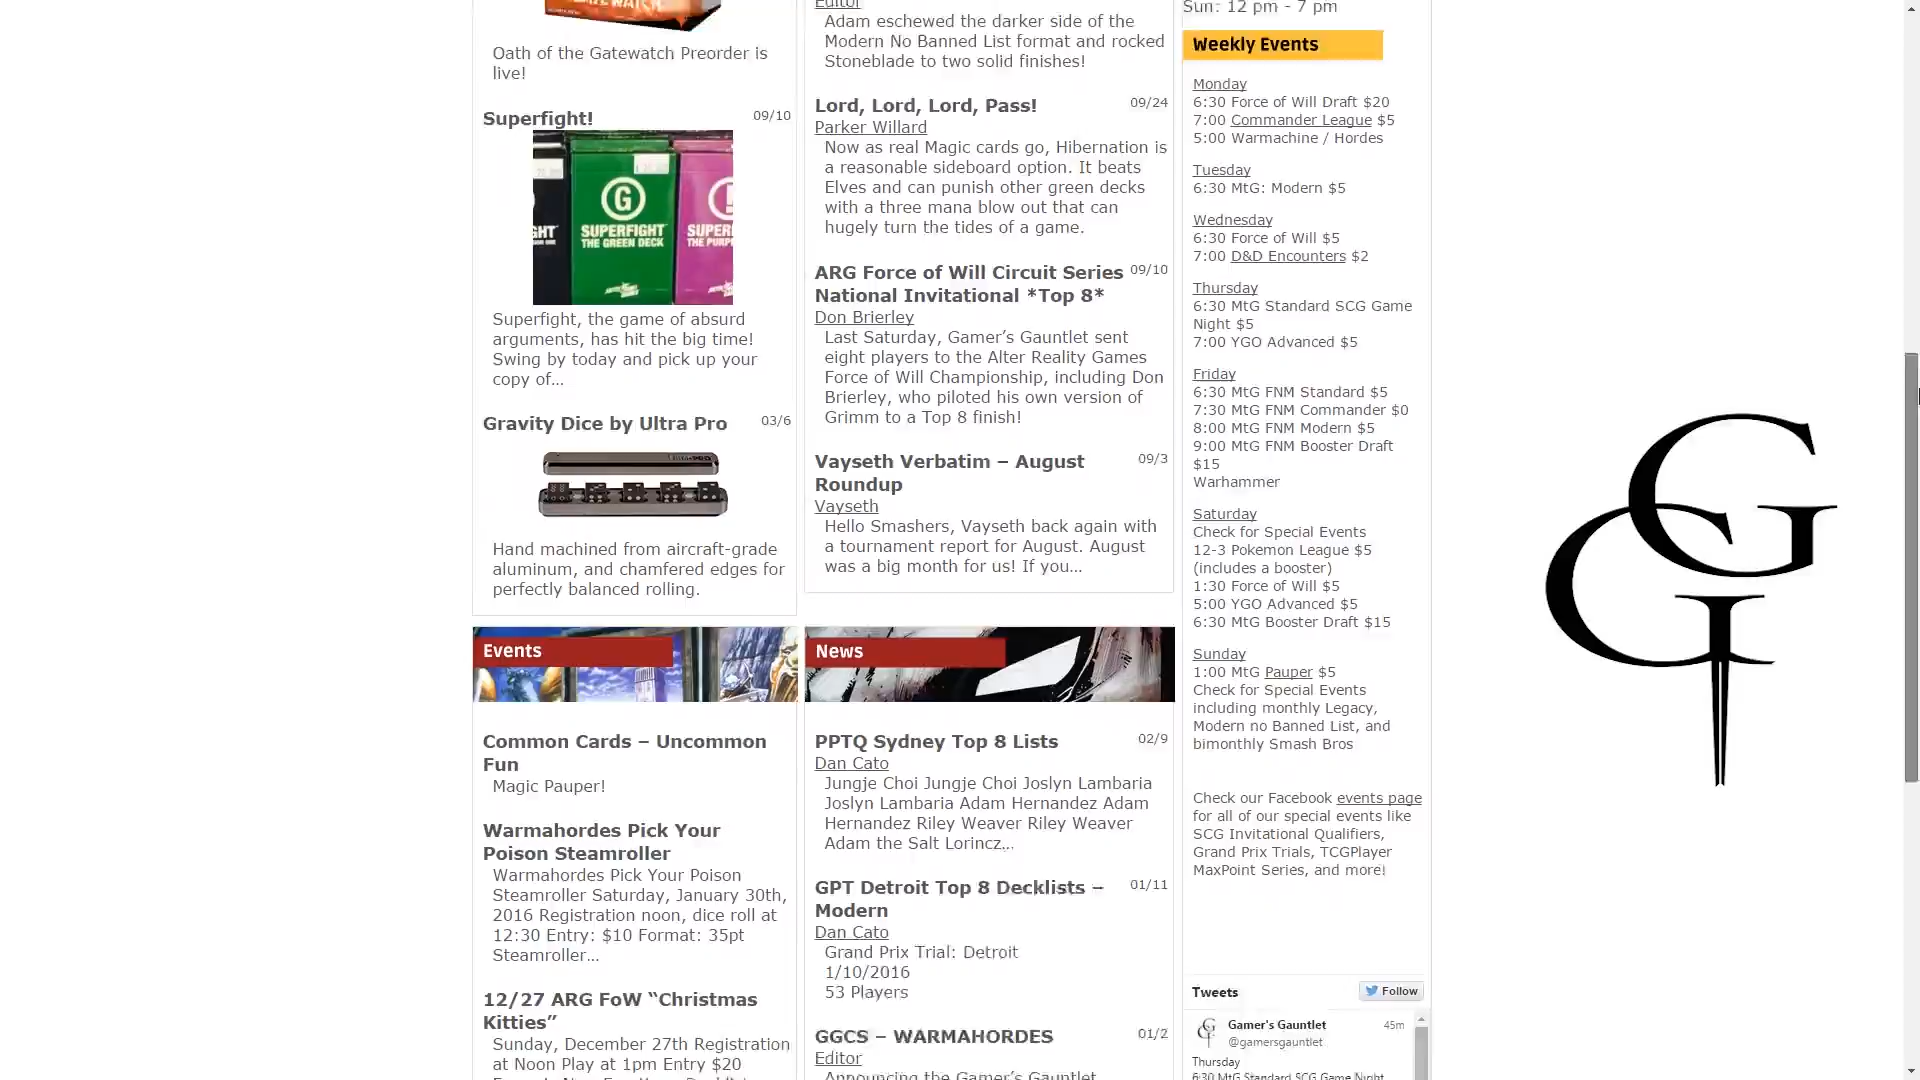 Oath of the Gatewatch Preorder is
live!
Superfight!
09/10
G
SUPERFIGHT
THE GREEN DECK
Superfight, the game of absurd
arguments, has hit the big time!
Swing by today and pick up your
copy of...
Gravity Dice by Ultra Pro
03/6
Hand machined from aircraft-grade
aluminum, and chamfered edges for
perfectly balanced rolling.
Events
Common Cards – Uncommon
Fun
Magic Pauper!
Warmahordes Pick Your
Poison Steamroller
Warmahordes Pick Your Poison
Steamroller Saturday, January 30th,
2016 Registration noon, dice roll at
12:30 Entry: $10 Format: 35pt
Steamroller...
12/27 ARG FoW “Christmas
Kitties”
Sunday, December 27th Registration
at Noon Play at 1pm Entry $20
Editor
Adam eschewed the darker side of the
Modern No Banned List format and rocked
Stoneblade to two solid finishes!
Lord, Lord, Lord, Pass!
09/24
Parker Willard
Now as real Magic cards go, Hibernation is
a reasonable sideboard option. It beats
Elves and can punish other green decks
with a three mana blow out that can
hugely turn the tides of a game.
ARG Force of Will Circuit Series
09/10
National Invitational *Top 8*
Don Brierley
Last Saturday, Gamer’s Gauntlet sent
eight players to the Alter Reality Games
Force of Will Championship, including Don
Brierley, who piloted his own version of
Grimm to a Top 8 finish!
Vayseth Verbatim – August
09/3
Roundup
Vayseth
Hello Smashers, Vayseth back again with
a tournament report for August. August
was a big month for us! If you...
News
PPTQ Sydney Top 8 Lists
02/9
Dan Cato
Jungje Choi Jungje Choi Joslyn Lambaria
Joslyn Lambaria Adam Hernandez Adam
Hernandez Riley Weaver Riley Weaver
Adam the Salt Lorincz...
GPT Detroit Top 8 Decklists –
01/11
Modern
Dan Cato
Grand Prix Trial: Detroit
1/10/2016
53 Players
GGCS – WARMAHORDES
01/2
Editor
Announcing the Gamer’s Gauntlet
Sun: 12 pm - 7 pm
Weekly Events
Monday
6:30 Force of Will Draft $20
7:00 Commander League $5
5:00 Warmachine / Hordes
Tuesday
6:30 MtG: Modern $5
Wednesday
6:30 Force of Will $5
7:00 D&D Encounters $2
Thursday
6:30 MtG Standard SCG Game
Night $5
7:00 YGO Advanced $5
Friday
6:30 MtG FNM Standard $5
7:30 MtG FNM Commander $0
8:00 MtG FNM Modern $5
9:00 MtG FNM Booster Draft
$15
Warhammer
Saturday
Check for Special Events
12-3 Pokemon League $5
(includes a booster)
1:30 Force of Will $5
5:00 YGO Advanced $5
6:30 MtG Booster Draft $15
Sunday
1:00 MtG Pauper $5
Check for Special Events
including monthly Legacy,
Modern no Banned List, and
bimonthly Smash Bros
Check our Facebook events page
for all of our special events like
SCG Invitational Qualifiers,
Grand Prix Trials, TCGPlayer
MaxPoint Series, and more!
Tweets
Follow
Gamer's Gauntlet
45m
@gamersgauntlet
Thursday
6:30 MtG Standard SCG Game Night
GG